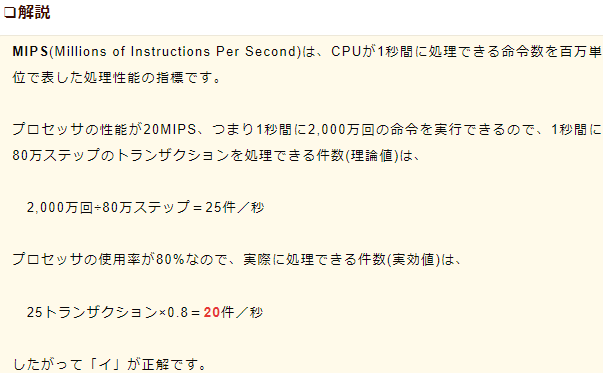 ❏解説
MIPS(Millions of Instructions Per Second)は、CPUが1秒間に処理できる命令数を百万単
位で表した処理性能の指標です。
プロセッサの性能が20MIPS、つまり1秒間に2,000万回の命令を実行できるので、1秒間に
80万ステップのトランザクションを処理できる件数(理論値)は、
2,000万回÷80万ステップ＝25件／秒
プロセッサの使用率が80%なので、実際に処理できる件数(実効値)は、
25トランザクション×0.8＝20件／秒
したがって「イ」が正解です。